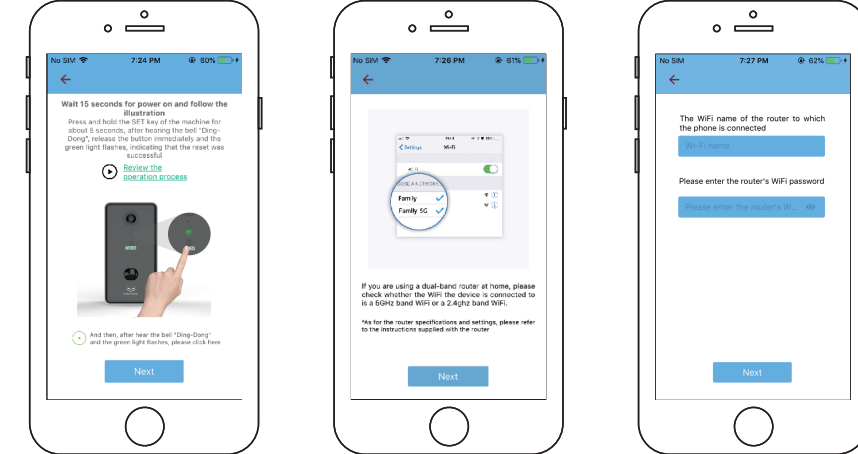 No SIM 7:24 PM 60%
Wait 15 seconds for power on and follow the
illustration
Press and hold the SET key of the machine for
about 5 seconds, after hearing the bell "Ding-
Dong", release the button immediately and the
green light flashes, indicating that the reset was
successful
Review the
operation process
And then, after hear the bell "Ding-Dong"
and the green light flashes, please click here
Next
No SIM 7:26 PM 61%
Settings Wi-Fi
Family
Family 5G
If you are using a dual-band router at home, please
check whether the WiFi the device is connected to
is a 5GHz band WiFi or a 2.4ghz band WiFi.
*As for the router specifications and settings, please refer
to the instructions supplied with the router
Next
No SIM 7:27 PM 62%
The WiFi name of the router to which
the phone is connected
Wi-Fi name
Please enter the router's WiFi password
Please enter the router's W...
Next